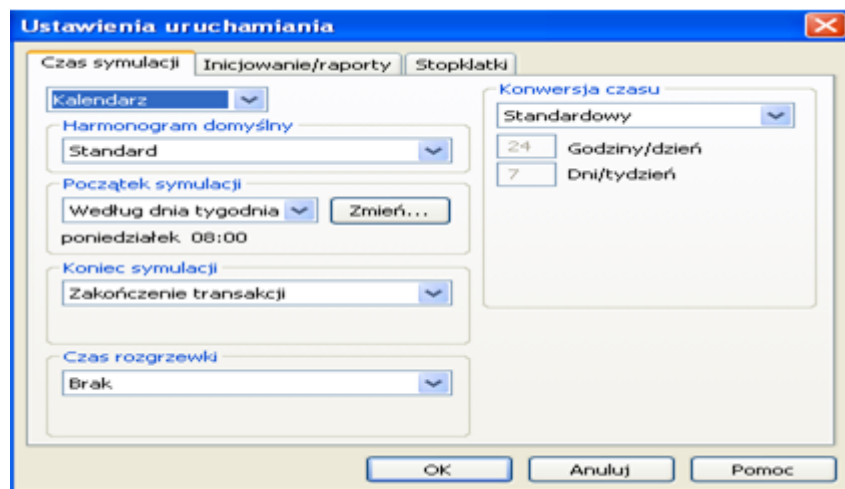 Ustawienia uruchamiania
Czas symulacji Inicjowanie/raporty Stopklatki
Kalendarz
Harmonogram domyślny
Standard
Początek symulacji
Według dnia tygodnia Zmień...
poniedziałek 08:00
Koniec symulacji
Zakończenie transakcji
Czas rozgrzewki
Brak
Konwersja czasu
Standardowy
24 Godziny/dzień
7 Dni/tydzień
OK Anuluj Pomoc